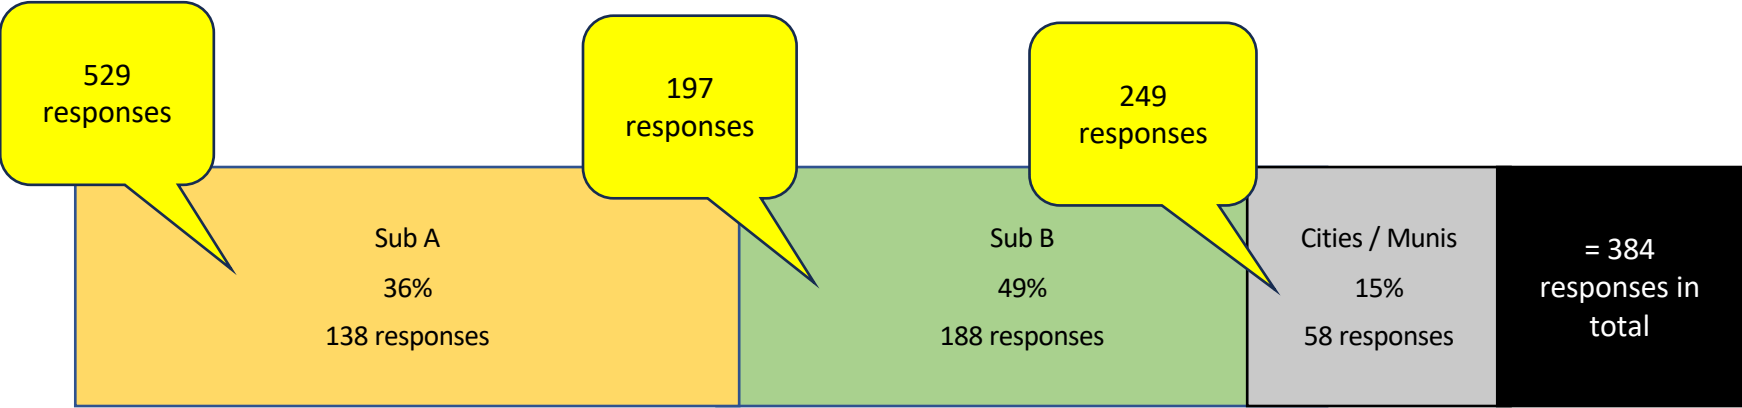 529
responses
197
responses
249
responses
Sub A
36%
138 responses
Sub B
49%
188 responses
Cities / Munis
15%
58 responses
= 384
responses in
total